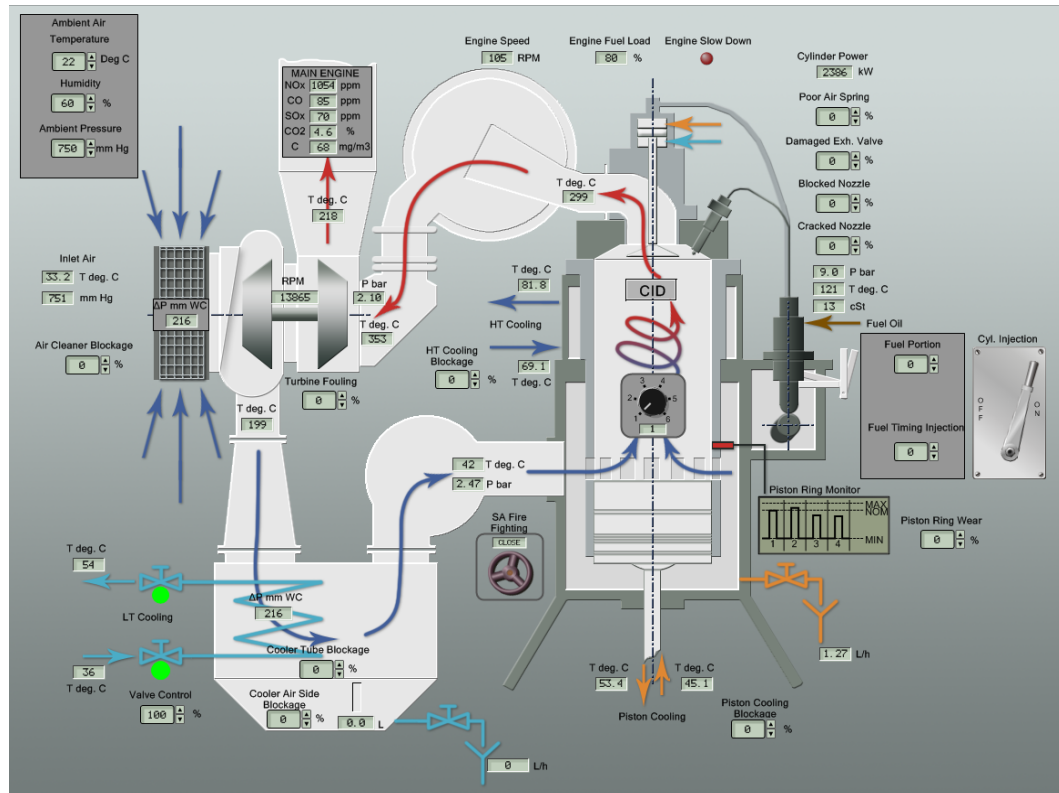 Ambient Air
Temperature
22 Deg C
Humidity
60 %
Ambient Pressure
750 mm Hg
MAIN ENGINE
NOx 1054 ppm
CO 85 ppm
SOx 70 ppm
CO2 4.6 %
C 68 mg/m3
T deg. C
218
Engine Speed
105 RPM
Engine Fuel Load
80 %
Engine Slow Down
Cylinder Power
2386 kW
Poor Air Spring
0 %
Damaged Exh. Valve
0 %
Blocked Nozzle
0 %
Cracked Nozzle
0 %
9.0 P bar
121 T deg. C
13 cSt
Fuel Oil
Fuel Portion
0
Fuel Timing Injection
0
Cyl. Injection
OFF
ON
T deg. C
299
Inlet Air
33.2 T deg. C
751 mm Hg
ΔP mm WC
216
Air Cleaner Blockage
0 %
RPM
13865
P bar
2.10
T deg. C
353
Turbine Fouling
0 %
T deg. C
81.8
HT Cooling
HT Cooling
Blockage
0 %
69.1
T deg. C
CID
1 2 3 4 5 6
1
T deg. C
199
42 T deg. C
2.47 P bar
SA Fire
Fighting
CLOSE
Piston Ring Monitor
MAX
NOM
MIN
1 2 3 4
Piston Ring Wear
0 %
T deg. C
54
LT Cooling
36
T deg. C
Valve Control
100 %
ΔP mm WC
216
Cooler Tube Blockage
0 %
Cooler Air Side
Blockage
0 %
0.0 L
0 L/h
T deg. C
53.4
T deg. C
45.1
Piston Cooling
Piston Cooling
Blockage
0 %
1.27 L/h